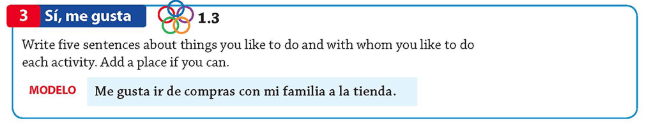 3 Sí, me gusta 1.3
Write five sentences about things you like to do and with whom you like to do
each activity. Add a place if you can.
MODELO Me gusta ir de compras con mi familia a la tienda.